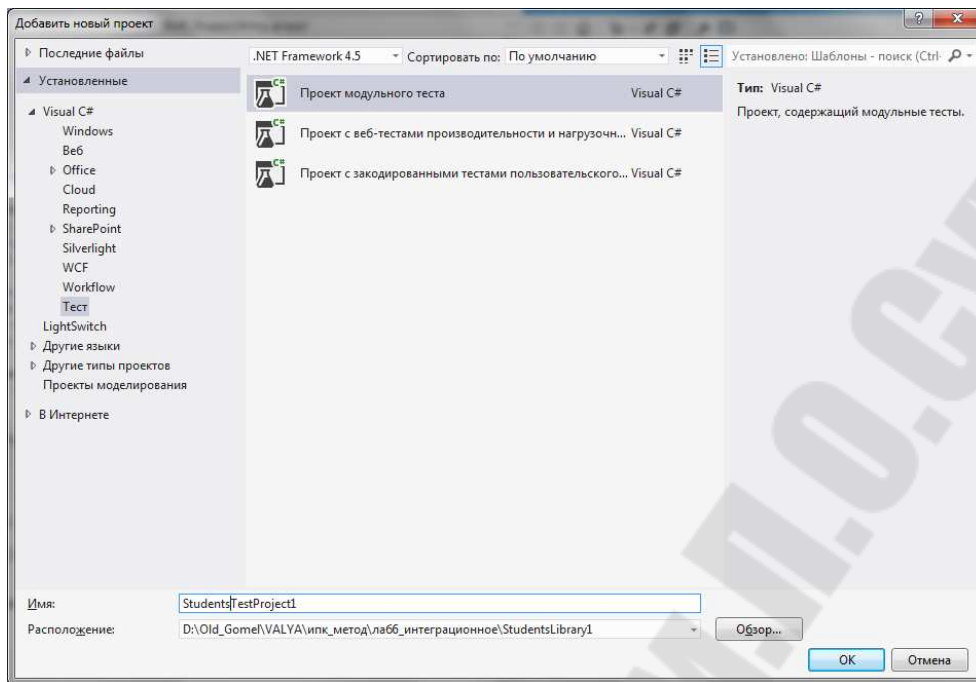 Добавить новый проект
Последние файлы
.NET Framework 4.5 Сортировать по: По умолчанию
Установлено: Шаблоны - поиск (Ctrl-
Установленные
Visual C#
Windows
Веб
Office
Cloud
Reporting
SharePoint
Silverlight
WCF
Workflow
Тест
LightSwitch
Другие языки
Другие типы проектов
Проекты моделирования
В Интернете
Проект модульного теста Visual C#
Проект с веб-тестами производительности и нагрузочн... Visual C#
Проект с закодированными тестами пользовательского... Visual C#
Тип: Visual C#
Проект, содержащий модульные тесты.
Имя: StudentsTestProject1
Расположение: D:\Old_Gomel\VALYA\ипк_метод\лаб6_интеграционное\StudentsLibrary1
Обзор...
OK Отмена